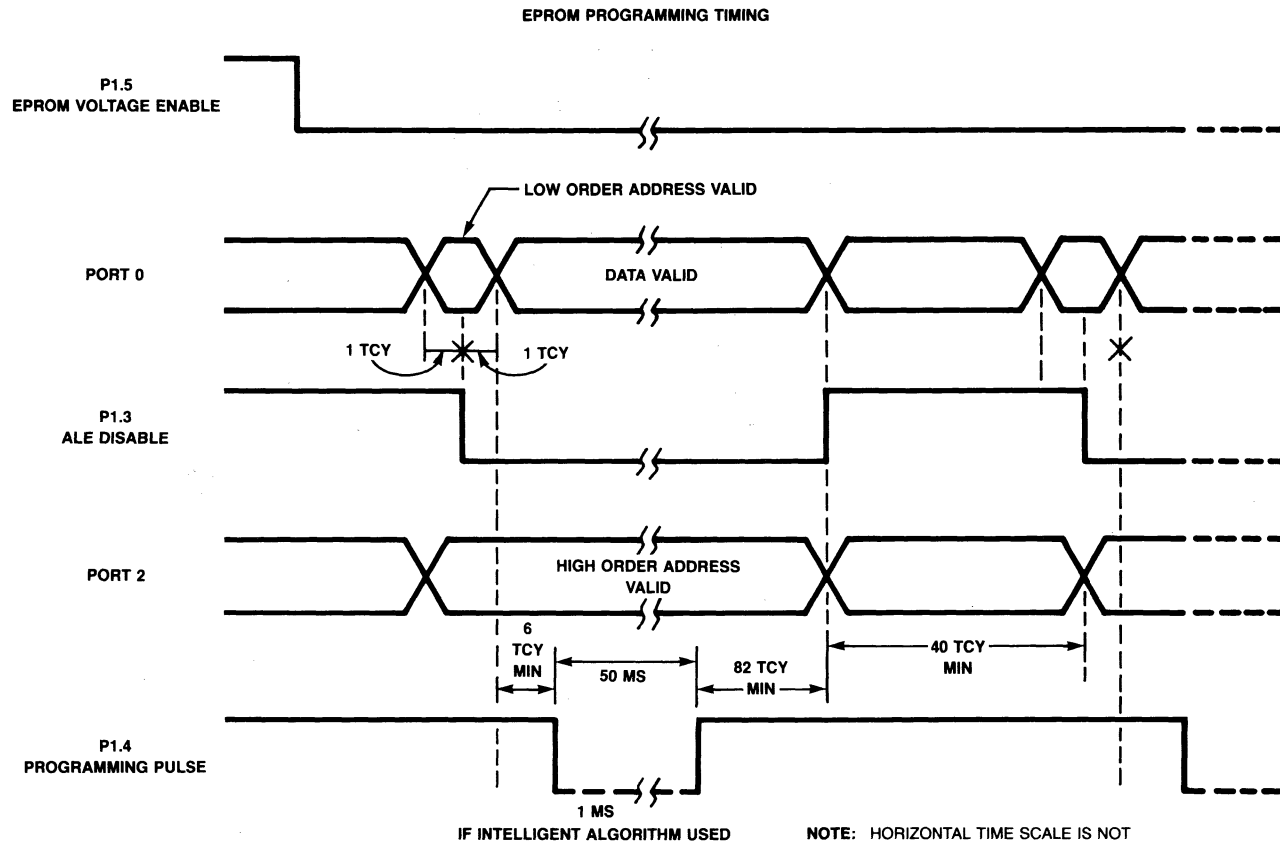 EPROM PROGRAMMING TIMING
P1.5
EPROM VOLTAGE ENABLE
LOW ORDER ADDRESS VALID
PORT 0
DATA VALID
1 TCY
1 TCY
P1.3
ALE DISABLE
PORT 2
HIGH ORDER ADDRESS
VALID
6
TCY
MIN
50 MS
82 TCY
MIN
40 TCY
MIN
P1.4
PROGRAMMING PULSE
1 MS
IF INTELLIGENT ALGORITHM USED
NOTE: HORIZONTAL TIME SCALE IS NOT